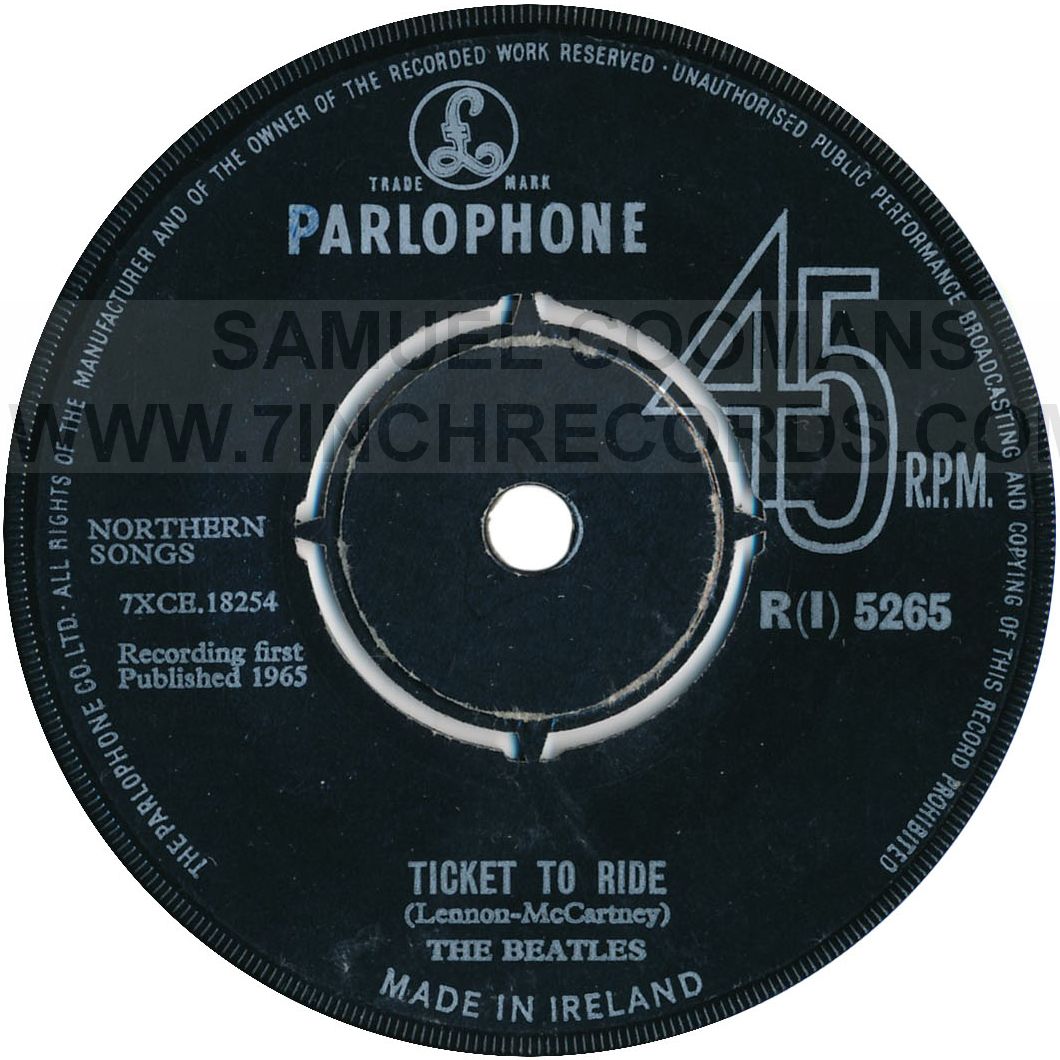 THE PARLOPHONE CO. LTD. · ALL RIGHTS OF THE MANUFACTURER AND OF THE OWNER OF THE RECORDED WORK RESERVED · UNAUTHORISED PUBLIC PERFORMANCE BROADCASTING AND COPYING OF THIS RECORD PROHIBITED
£
TRADE MARK
PARLOPHONE
45
R.P.M.
SAMUEL COOMANS
WWW.7INCHRECORDS.COM
NORTHERN
SONGS
7XCE.18254
R(I) 5265
Recording first
Published 1965
TICKET TO RIDE
(Lennon-McCartney)
THE BEATLES
MADE IN IRELAND